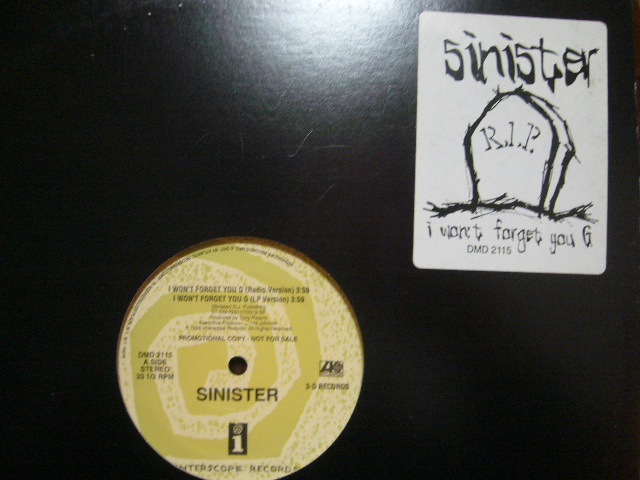 sinister
R.I.P.
i won't forget you G
DMD 2115
I WON'T FORGET YOU G (Radio Version) 3:59
I WON'T FORGET YOU G (LP Version) 3:59
PROMOTIONAL COPY - NOT FOR SALE
DMD 2115
A SIDE
STEREO
33 1/3 RPM
3-D RECORDS
SINISTER
i
INTERSCOPE RECORDS